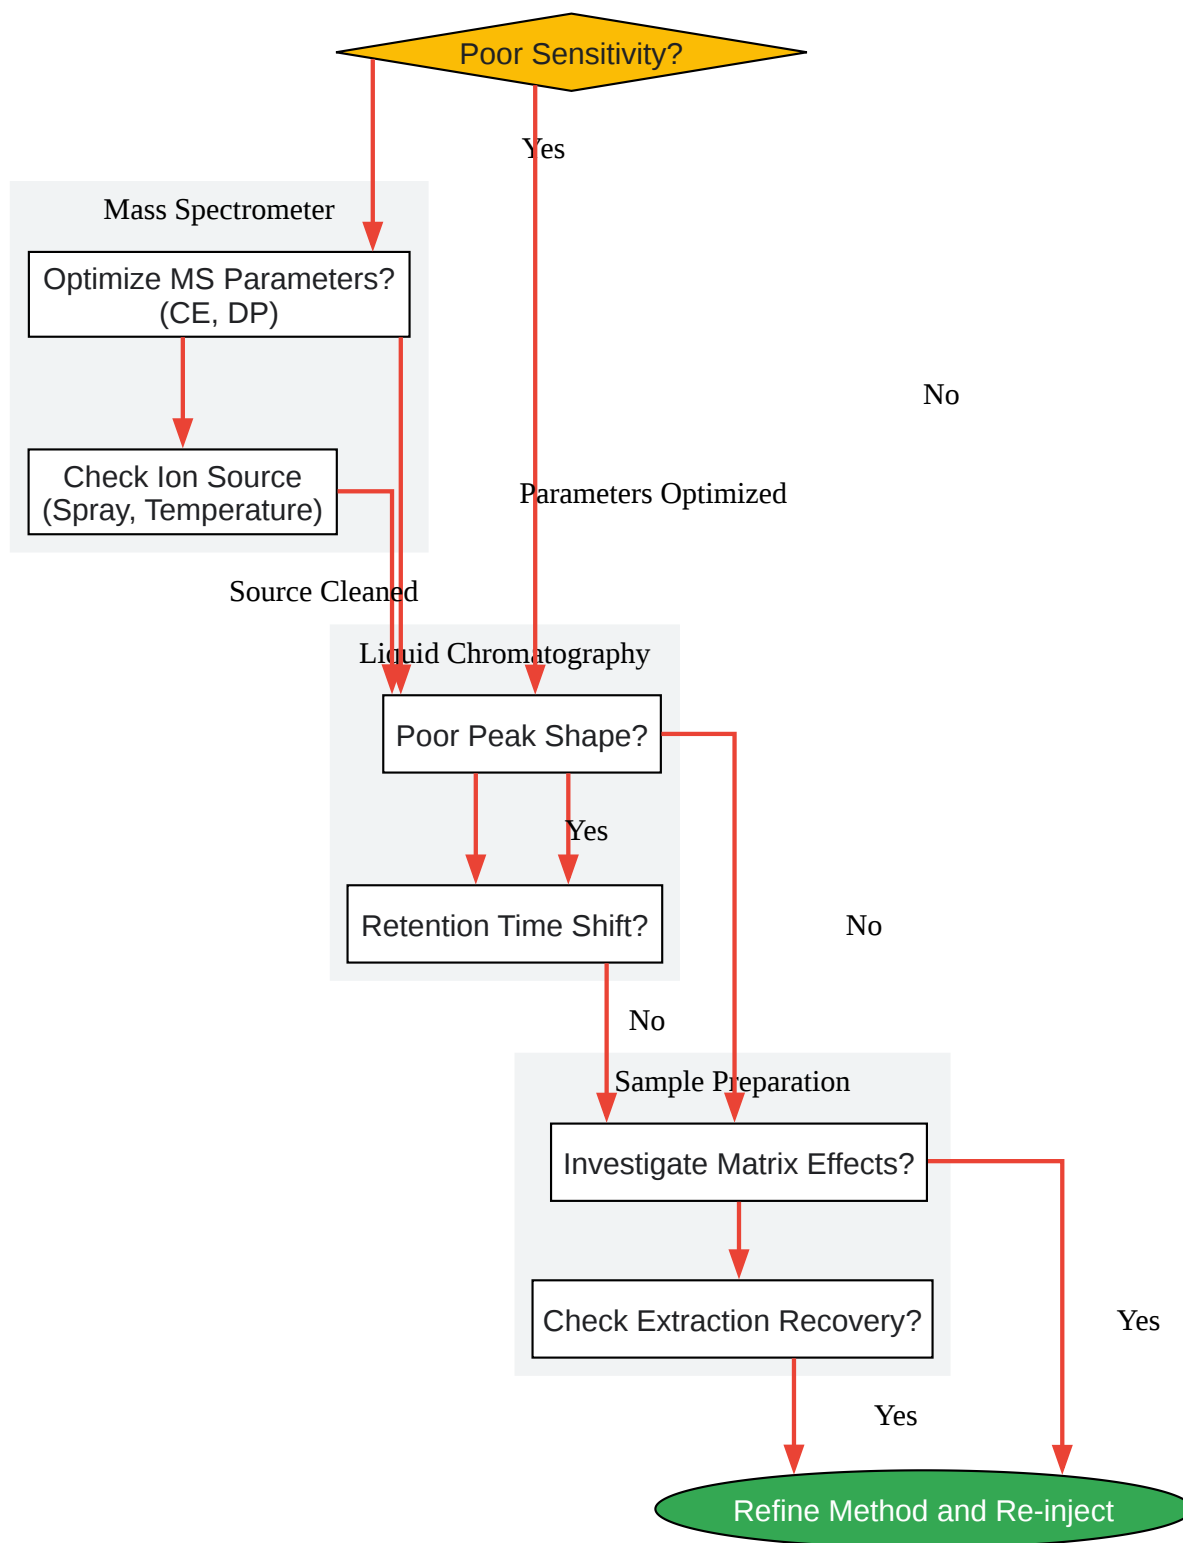 Poor Sensitivity?
Yes
Mass Spectrometer
Optimize MS Parameters?
(CE, DP)
No
Check Ion Source
(Spray, Temperature)
Parameters Optimized
Source Cleaned
Liquid Chromatography
Poor Peak Shape?
Yes
Retention Time Shift?
No
No
Sample Preparation
Investigate Matrix Effects?
Check Extraction Recovery?
Yes
Yes
Refine Method and Re-inject